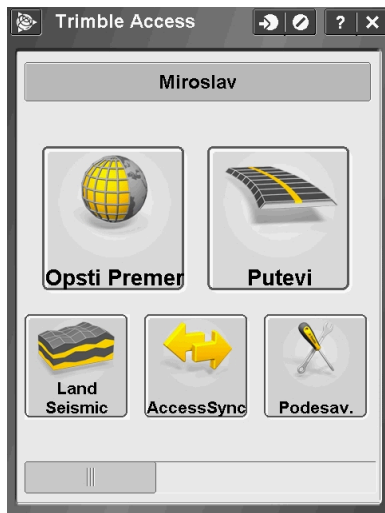 Trimble Access
Miroslav
Opsti Premer
Putevi
Land
Seismic
AccessSync
Podesav.